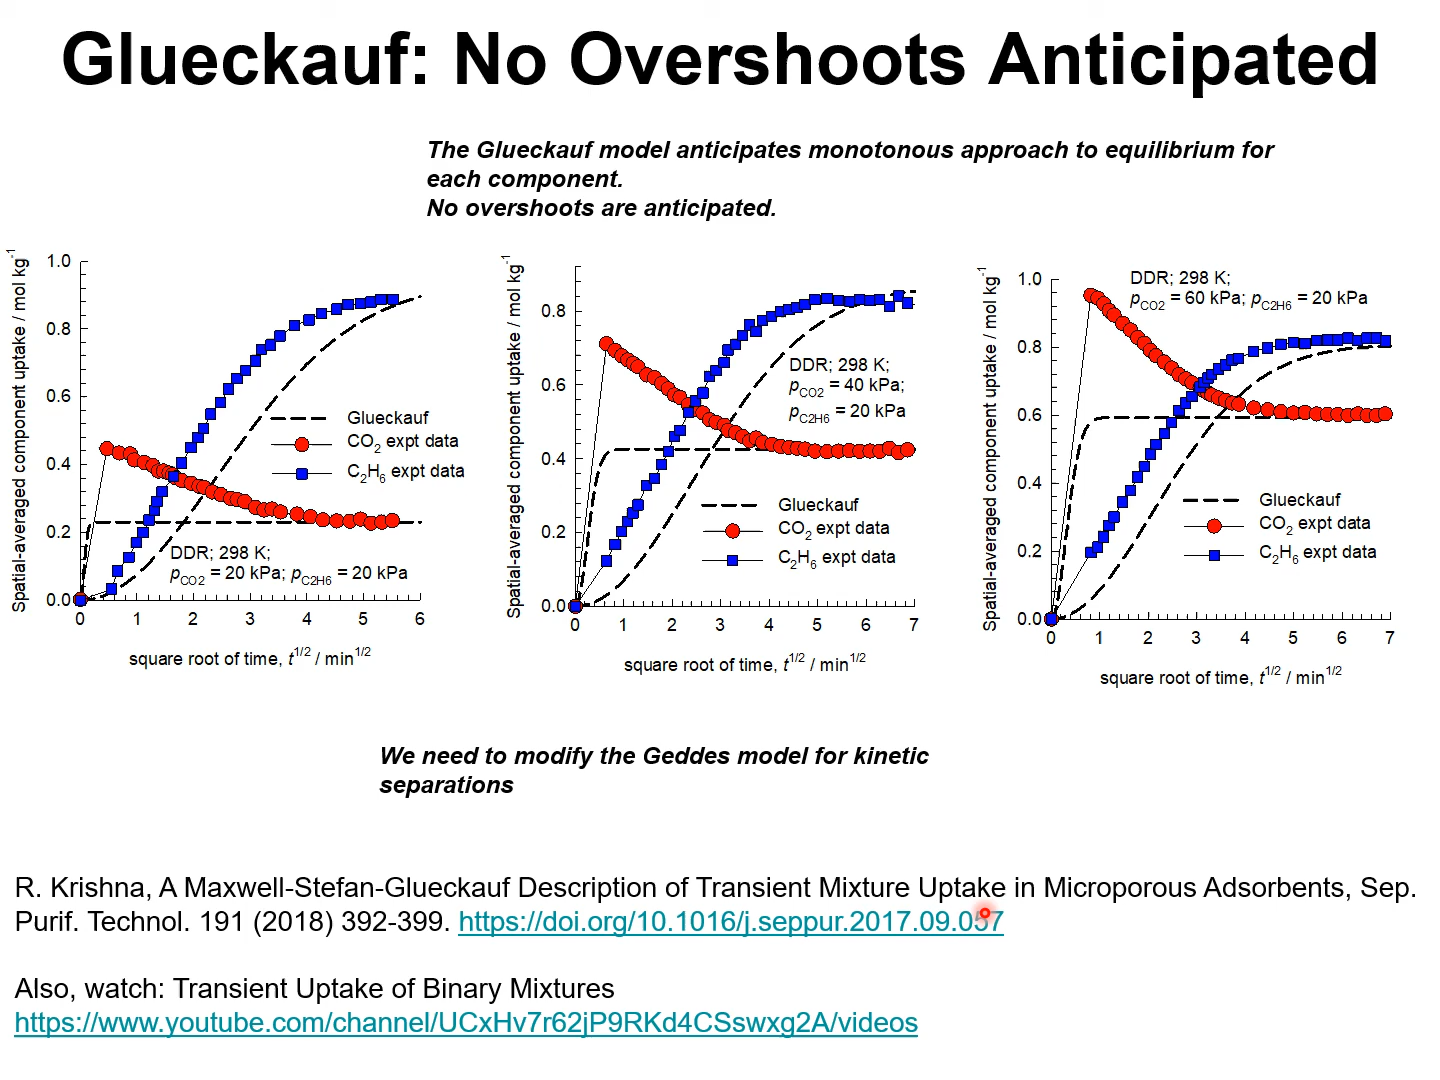 Glueckauf: No Overshoots Anticipated
The Glueckauf model anticipates monotonous approach to equilibrium for
each component.
No overshoots are anticipated.
Spatial-averaged component uptake / mol kg-1
1.0
0.8
0.6
0.4
0.2
0.0
0 1 2 3 4 5 6
square root of time, t1/2 / min1/2
Glueckauf
CO2 expt data
C2H6 expt data
DDR; 298 K;
pCO2 = 20 kPa; pC2H6 = 20 kPa
Spatial-averaged component uptake / mol kg-1
0.8
0.6
0.4
0.2
0.0
0 1 2 3 4 5 6 7
square root of time, t1/2 / min1/2
DDR; 298 K;
pCO2 = 40 kPa;
pC2H6 = 20 kPa
Glueckauf
CO2 expt data
C2H6 expt data
Spatial-averaged component uptake / mol kg-1
1.0
0.8
0.6
0.4
0.2
0.0
0 1 2 3 4 5 6 7
square root of time, t1/2 / min1/2
DDR; 298 K;
pCO2 = 60 kPa; pC2H6 = 20 kPa
Glueckauf
CO2 expt data
C2H6 expt data
We need to modify the Geddes model for kinetic
separations
R. Krishna, A Maxwell-Stefan-Glueckauf Description of Transient Mixture Uptake in Microporous Adsorbents, Sep.
Purif. Technol. 191 (2018) 392-399. https://doi.org/10.1016/j.seppur.2017.09.057
Also, watch: Transient Uptake of Binary Mixtures
https://www.youtube.com/channel/UCxHv7r62jP9RKd4CSswxg2A/videos